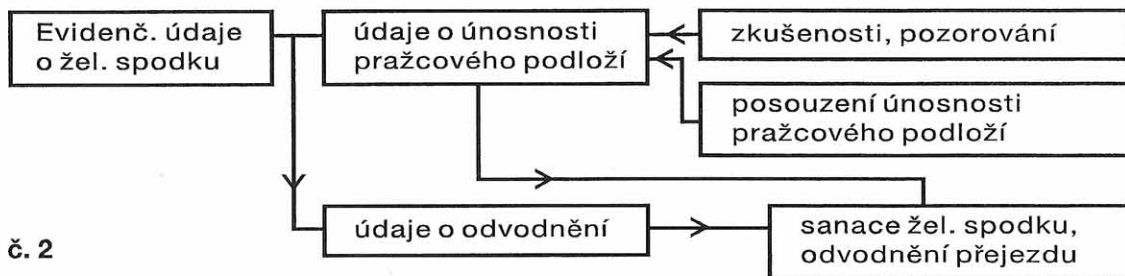 Evidenč. údaje
o žel. spodku
údaje o únosnosti
pražcového podloží
zkušenosti, pozorování
posouzení únosnosti
pražcového podloží
údaje o odvodnění
sanace žel. spodku,
odvodnění přejezdu
č. 2